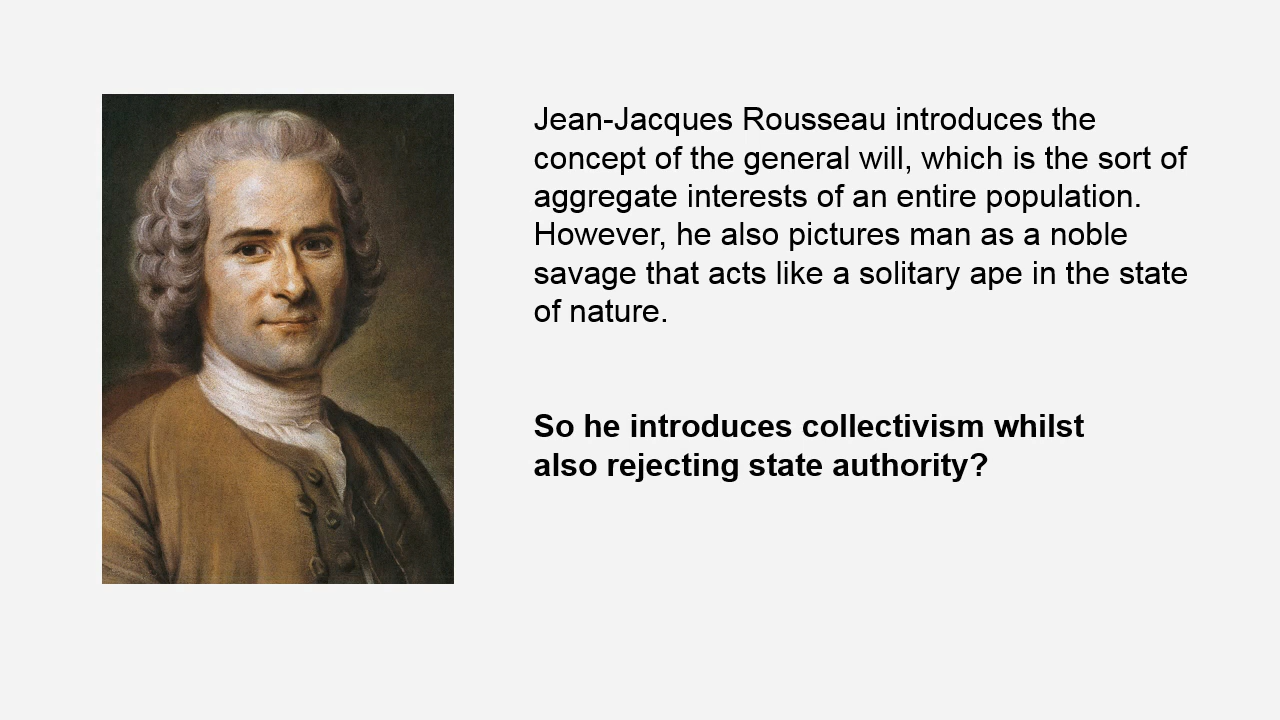 Jean-Jacques Rousseau introduces the
concept of the general will, which is the sort of
aggregate interests of an entire population.
However, he also pictures man as a noble
savage that acts like a solitary ape in the state
of nature.
So he introduces collectivism whilst
also rejecting state authority?